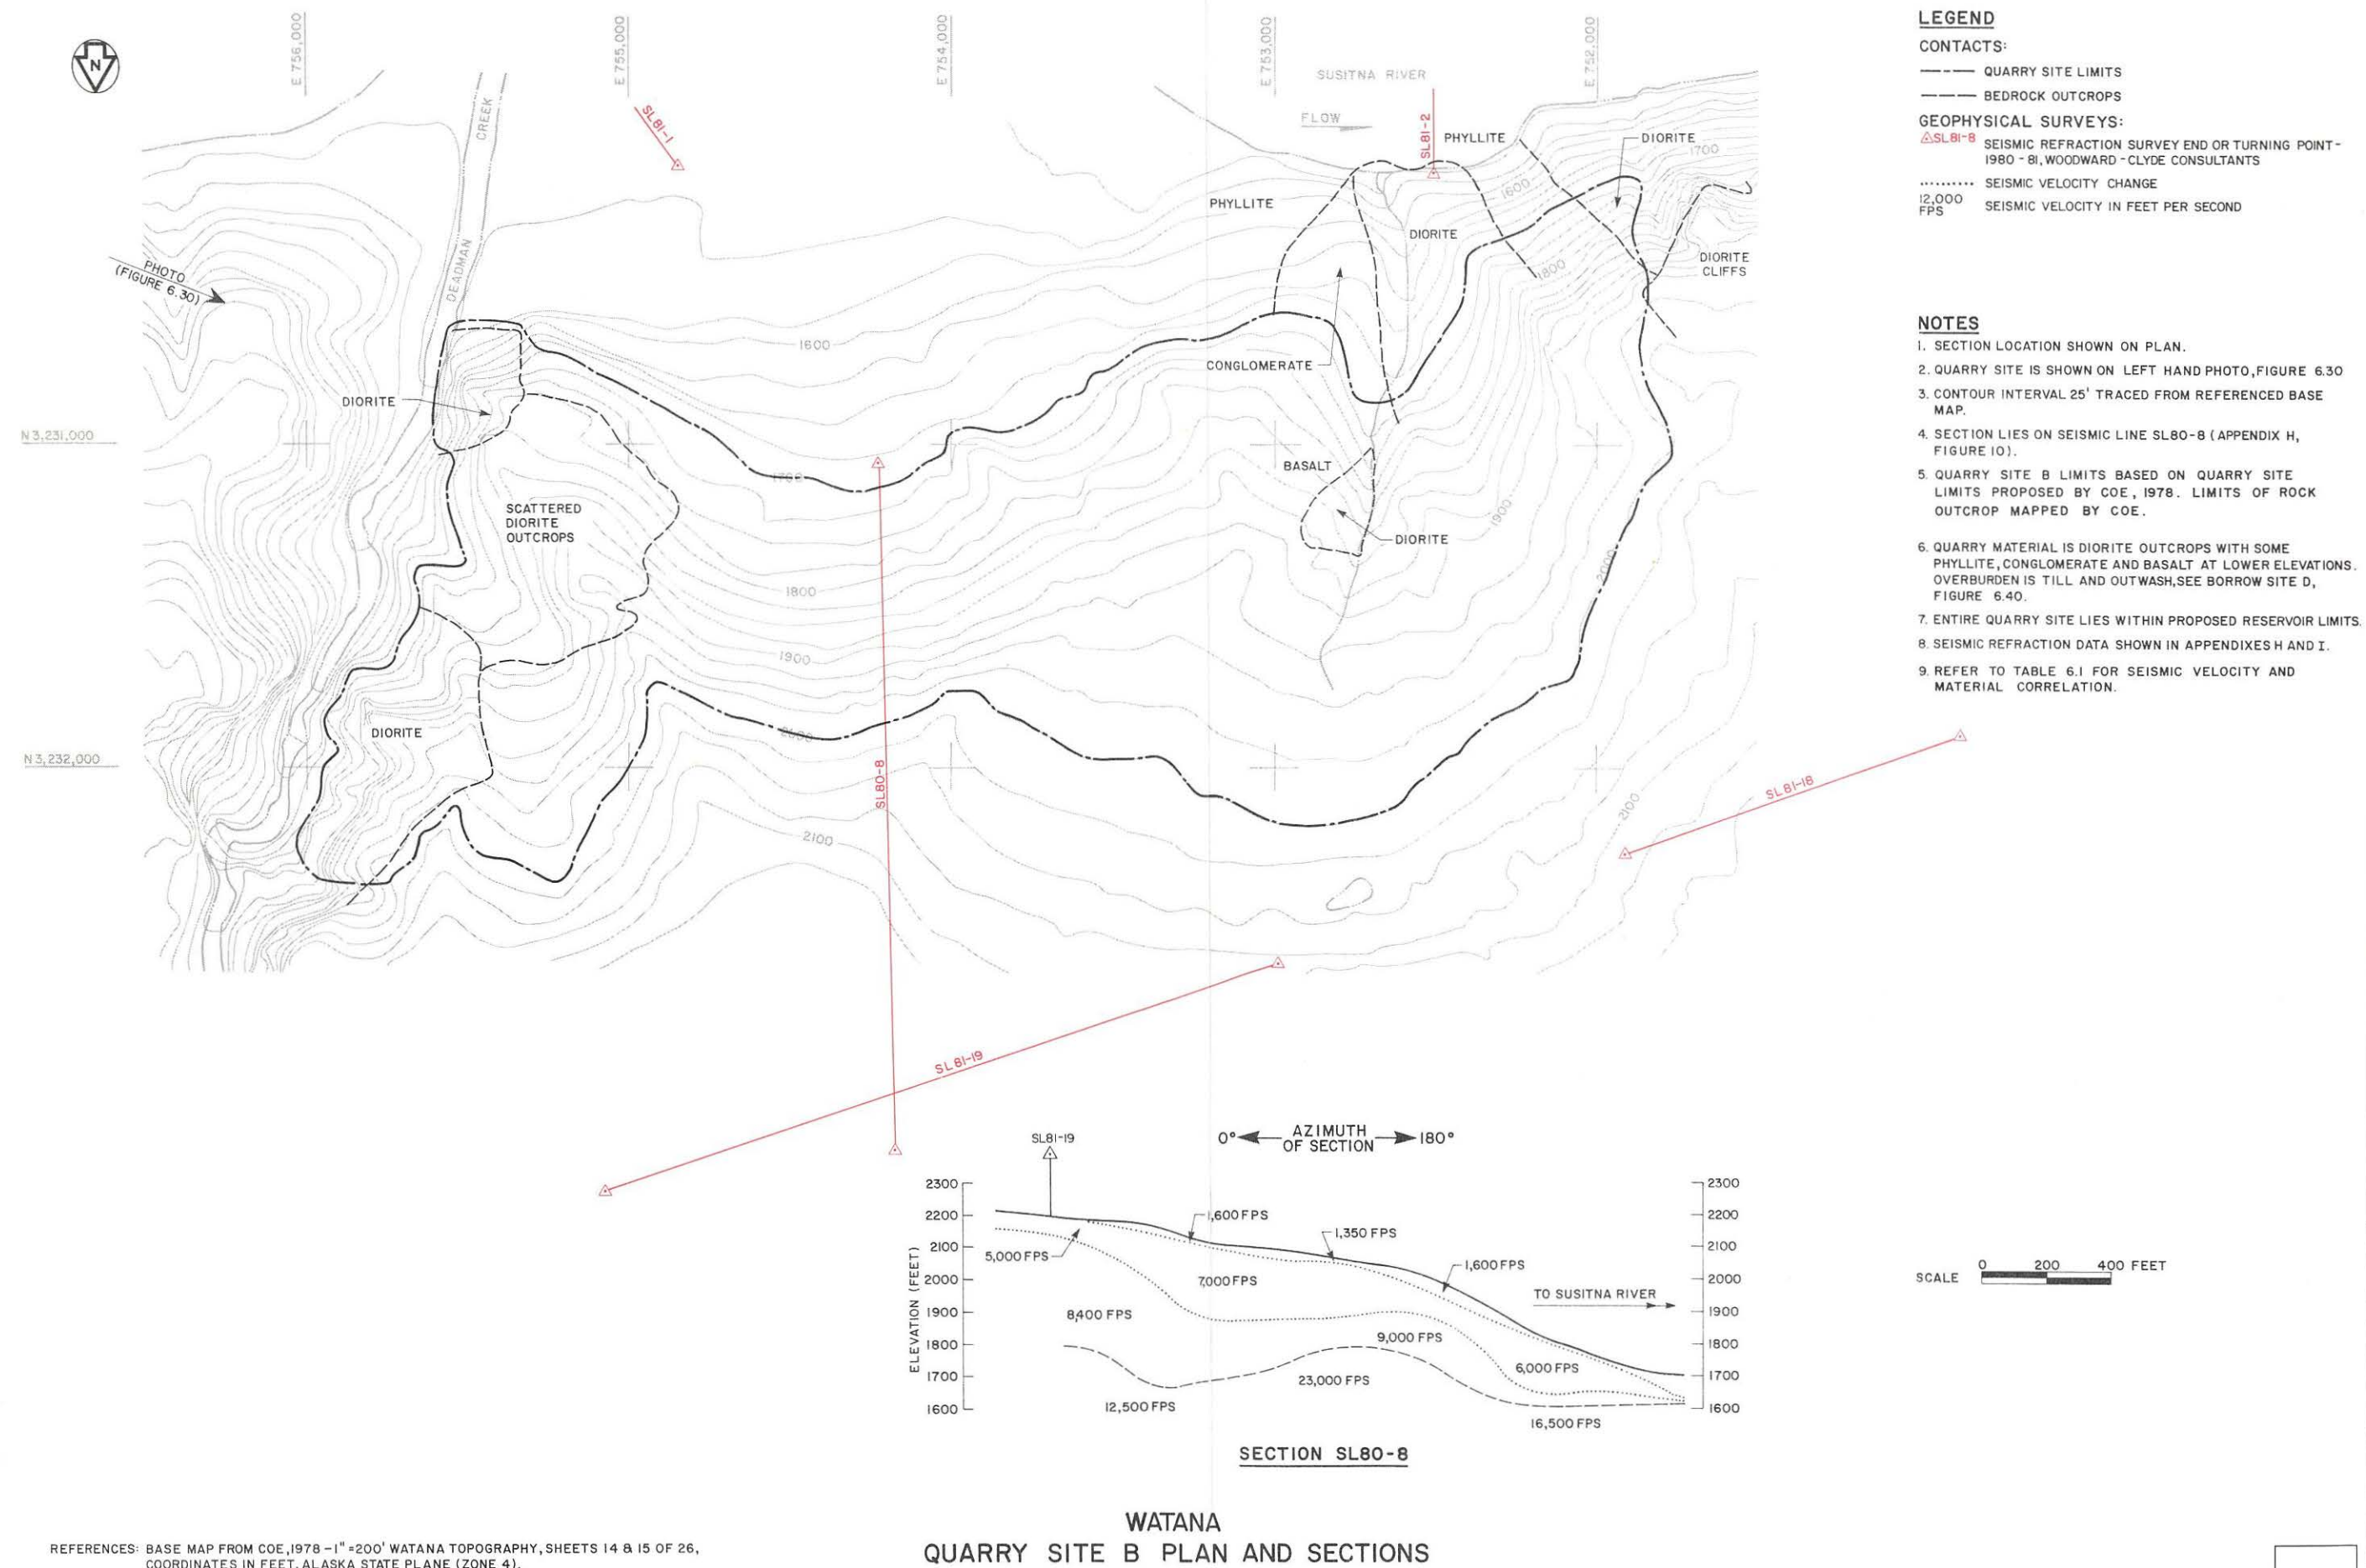 N
E 756,000
E 755,000
E 754,000
E 753,000
E 752,000
SUSITNA RIVER
FLOW
CREEK
DEADMAN
SL81-1
SL81-2
PHYLLITE
DIORITE
1700
1600
PHYLLITE
DIORITE
1800
DIORITE
CLIFFS
PHOTO
(FIGURE 6.30)
1600
CONGLOMERATE
DIORITE
N 3,231,000
1700
BASALT
SCATTERED
DIORITE
OUTCROPS
1900
DIORITE
2000
1800
1900
DIORITE
2000
N 3,232,000
SL80-8
SL81-18
2100
2100
SL81-19
LEGEND
CONTACTS:
QUARRY SITE LIMITS
BEDROCK OUTCROPS
GEOPHYSICAL SURVEYS:
SL81-8 SEISMIC REFRACTION SURVEY END OR TURNING POINT-
1980 - 81, WOODWARD - CLYDE CONSULTANTS
SEISMIC VELOCITY CHANGE
12,000
FPS SEISMIC VELOCITY IN FEET PER SECOND
NOTES
1. SECTION LOCATION SHOWN ON PLAN.
2. QUARRY SITE IS SHOWN ON LEFT HAND PHOTO, FIGURE 6.30
3. CONTOUR INTERVAL 25' TRACED FROM REFERENCED BASE
MAP.
4. SECTION LIES ON SEISMIC LINE SL80-8 (APPENDIX H,
FIGURE 10).
5. QUARRY SITE B LIMITS BASED ON QUARRY SITE
LIMITS PROPOSED BY COE, 1978. LIMITS OF ROCK
OUTCROP MAPPED BY COE.
6. QUARRY MATERIAL IS DIORITE OUTCROPS WITH SOME
PHYLLITE, CONGLOMERATE AND BASALT AT LOWER ELEVATIONS.
OVERBURDEN IS TILL AND OUTWASH, SEE BORROW SITE D,
FIGURE 6.40.
7. ENTIRE QUARRY SITE LIES WITHIN PROPOSED RESERVOIR LIMITS.
8. SEISMIC REFRACTION DATA SHOWN IN APPENDIXES H AND I.
9. REFER TO TABLE 6.1 FOR SEISMIC VELOCITY AND
MATERIAL CORRELATION.
SL81-19
0° AZIMUTH 180°
OF SECTION
ELEVATION (FEET)
2300
2200
2100
2000
1900
1800
1700
1600
1,600 FPS
1,350 FPS
5,000 FPS
7,000 FPS
1,600 FPS
TO SUSITNA RIVER
8,400 FPS
9,000 FPS
6,000 FPS
23,000 FPS
12,500 FPS
16,500 FPS
2300
2200
2100
2000
1900
1800
1700
1600
SECTION SL80-8
SCALE 0 200 400 FEET
WATANA
QUARRY SITE B PLAN AND SECTIONS
REFERENCES: BASE MAP FROM COE, 1978 - 1" = 200' WATANA TOPOGRAPHY, SHEETS 14 & 15 OF 26,
COORDINATES IN FEET, ALASKA STATE PLANE (ZONE 4).